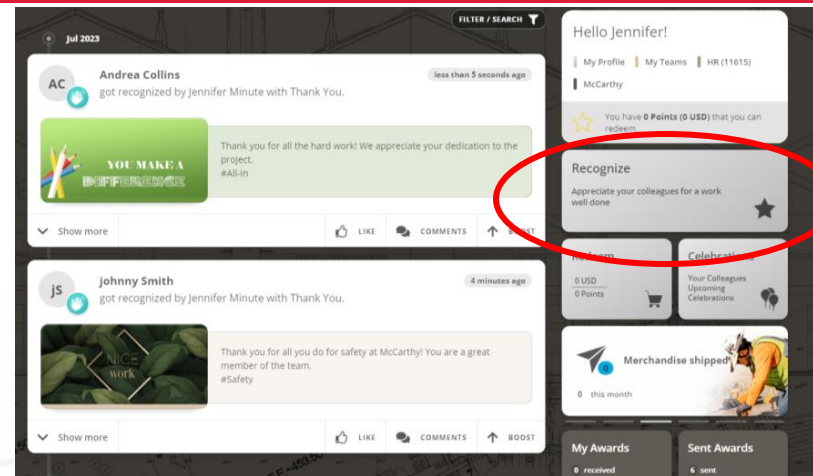 FILTER / SEARCH
Jul 2023
AC
Andrea Collins
less than 5 seconds ago
got recognized by Jennifer Minute with Thank You.
YOU MAKE A
DIFFERENCE
Thank you for all the hard work! We appreciate your dedication to the
project.
#All-in
Show more
LIKE
COMMENTS
BOOST
js
johnny Smith
4 minutes ago
got recognized by Jennifer Minute with Thank You.
NICE
work
Thank you for all you do for safety at McCarthy! You are a great
member of the team.
#Safety
Show more
LIKE
COMMENTS
BOOST
Hello Jennifer!
My Profile
My Teams
HR (11615)
McCarthy
You have 0 Points (0 USD) that you can
redeem.
Recognize
Appreciate your colleagues for a work
well done
Redeem
0 USD
0 Points
Celebrations
Your Colleagues
Upcoming
Celebrations
0
Merchandise shipped
0 this month
My Awards
0 received
Sent Awards
6 sent